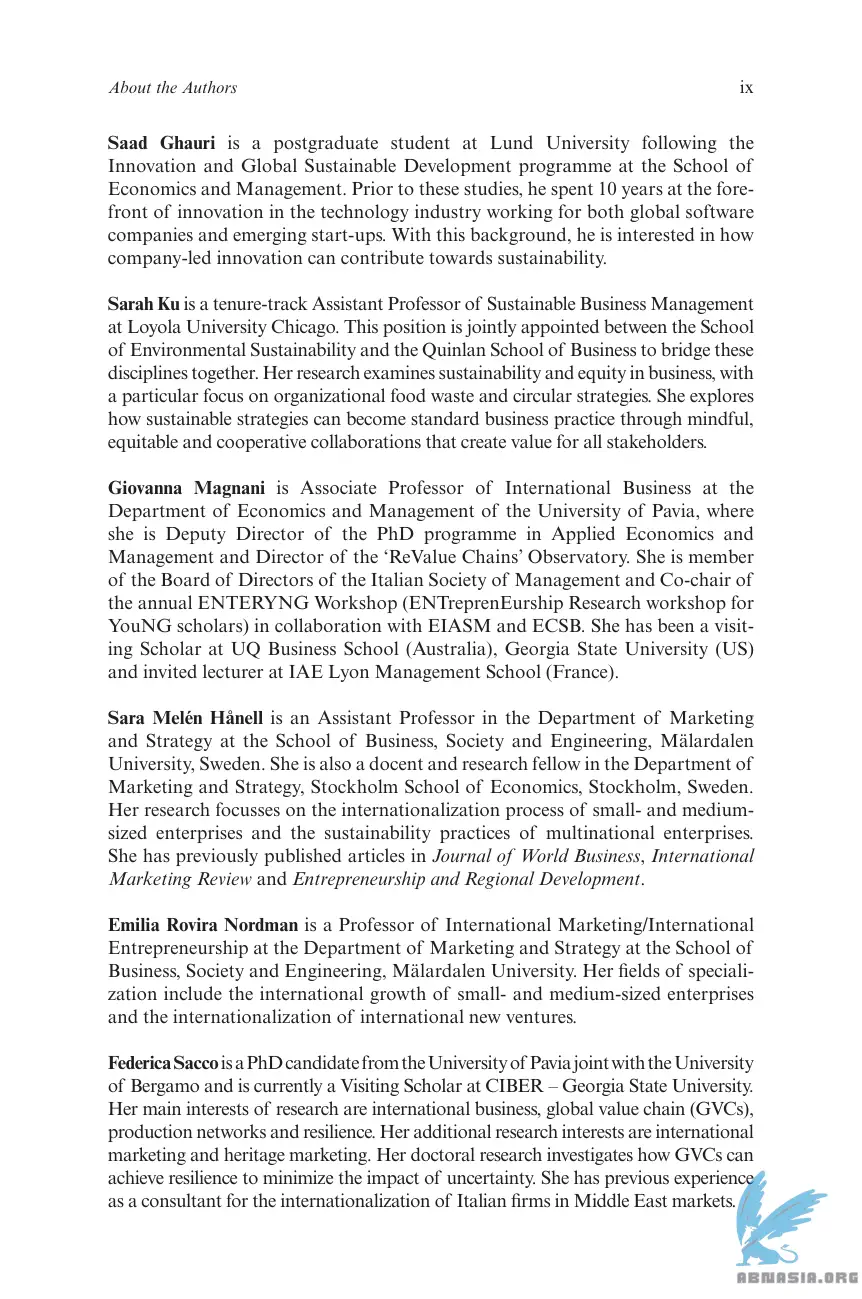 About the Authors ix
Saad Ghauri is a postgraduate student at Lund University following the
Innovation and Global Sustainable Development programme at the School of
Economics and Management. Prior to these studies, he spent 10 years at the fore-
front of innovation in the technology industry working for both global software
companies and emerging start-ups. With this background, he is interested in how
company-led innovation can contribute towards sustainability.
Sarah Ku is a tenure-track Assistant Professor of Sustainable Business Management
at Loyola University Chicago. This position is jointly appointed between the School
of Environmental Sustainability and the Quinlan School of Business to bridge these
disciplines together. Her research examines sustainability and equity in business, with
a particular focus on organizational food waste and circular strategies. She explores
how sustainable strategies can become standard business practice through mindful,
equitable and cooperative collaborations that create value for all stakeholders.
Giovanna Magnani is Associate Professor of International Business at the
Department of Economics and Management of the University of Pavia, where
she is Deputy Director of the PhD programme in Applied Economics and
Management and Director of the ‘ReValue Chains’ Observatory. She is member
of the Board of Directors of the Italian Society of Management and Co-chair of
the annual ENTERYNG Workshop (ENTreprenEurship Research workshop for
YouNG scholars) in collaboration with EIASM and ECSB. She has been a visit-
ing Scholar at UQ Business School (Australia), Georgia State University (US)
and invited lecturer at IAE Lyon Management School (France).
Sara Melén Hånell is an Assistant Professor in the Department of Marketing
and Strategy at the School of Business, Society and Engineering, Mälardalen
University, Sweden. She is also a docent and research fellow in the Department of
Marketing and Strategy, Stockholm School of Economics, Stockholm, Sweden.
Her research focusses on the internationalization process of small- and medium-
sized enterprises and the sustainability practices of multinational enterprises.
She has previously published articles in Journal of World Business, International
Marketing Review and Entrepreneurship and Regional Development.
Emilia Rovira Nordman is a Professor of International Marketing/International
Entrepreneurship at the Department of Marketing and Strategy at the School of
Business, Society and Engineering, Mälardalen University. Her fields of speciali-
zation include the international growth of small- and medium-sized enterprises
and the internationalization of international new ventures.
Federica Sacco is a PhD candidate from the University of Pavia joint with the University
of Bergamo and is currently a Visiting Scholar at CIBER – Georgia State University.
Her main interests of research are international business, global value chain (GVCs),
production networks and resilience. Her additional research interests are international
marketing and heritage marketing. Her doctoral research investigates how GVCs can
achieve resilience to minimize the impact of uncertainty. She has previous experience
as a consultant for the internationalization of Italian firms in Middle East markets.
ABNASIA.ORG